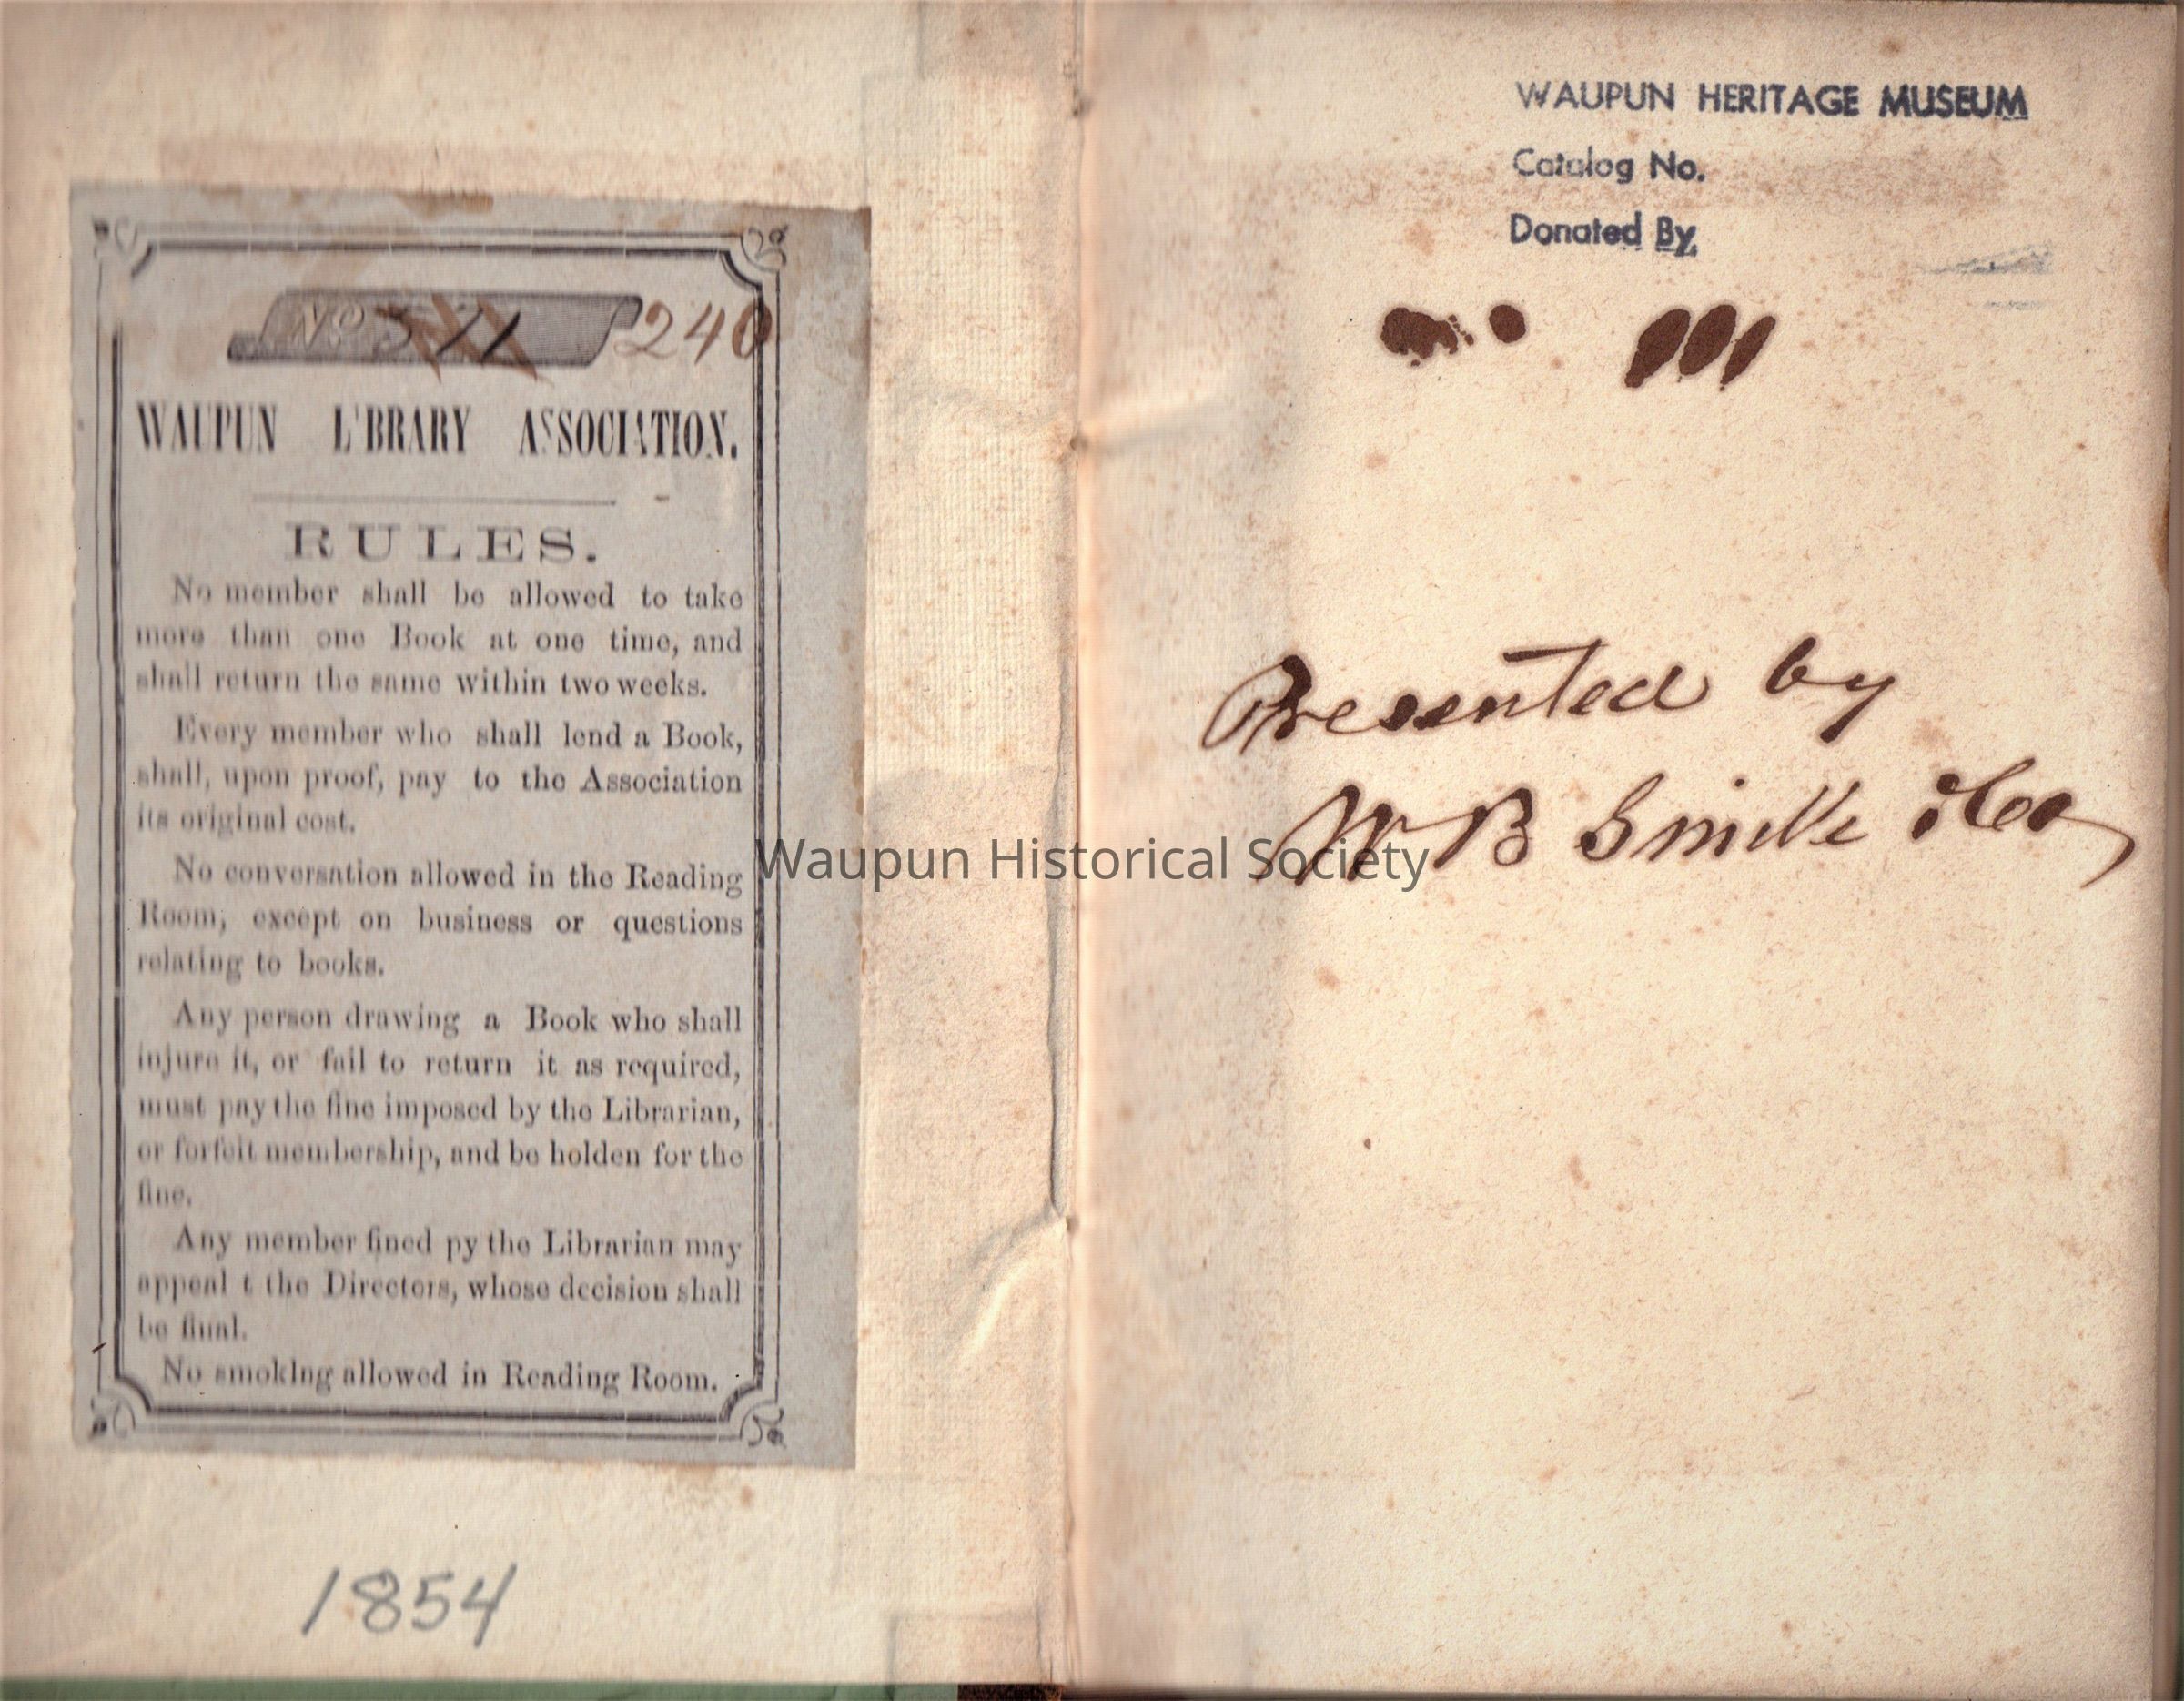 No 511 240
WAUPUN LIBRARY ASSOCIATION.
RULES.
No member shall be allowed to take
more than one Book at one time, and
shall return the same within two weeks.
Every member who shall lend a Book,
shall, upon proof, pay to the Association
its original cost.
No conversation allowed in the Reading
Room, except on business or questions
relating to books.
Any person drawing a Book who shall
injure it, or fail to return it as required,
must pay the fine imposed by the Librarian,
or forfeit membership, and be holden for the
fine.
Any member fined py the Librarian may
appeal t the Directors, whose decision shall
be final.
No smoking allowed in Reading Room.
1854
WAUPUN HERITAGE MUSEUM
Catalog No.
Donated By.
Presented by
W B
Waupun Historical Society